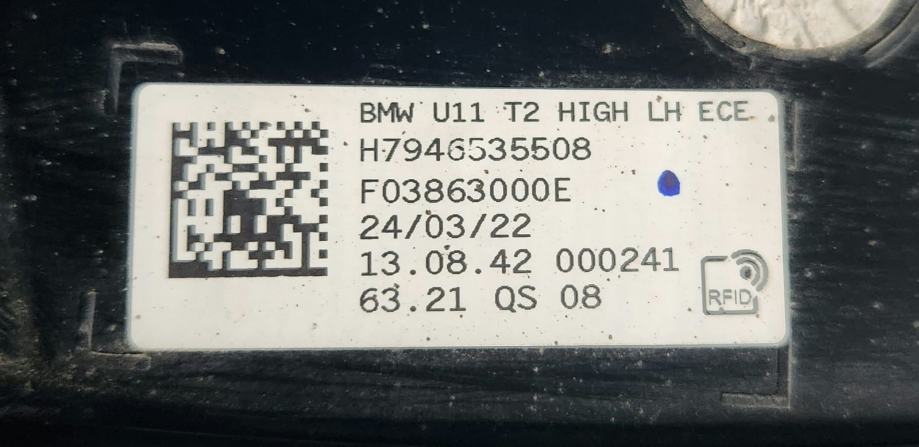 BMW U11 T2 HIGH LH ECE
H7946535508
F03863000E
24/03/22
13.08.42 000241
63.21 QS 08
RFID